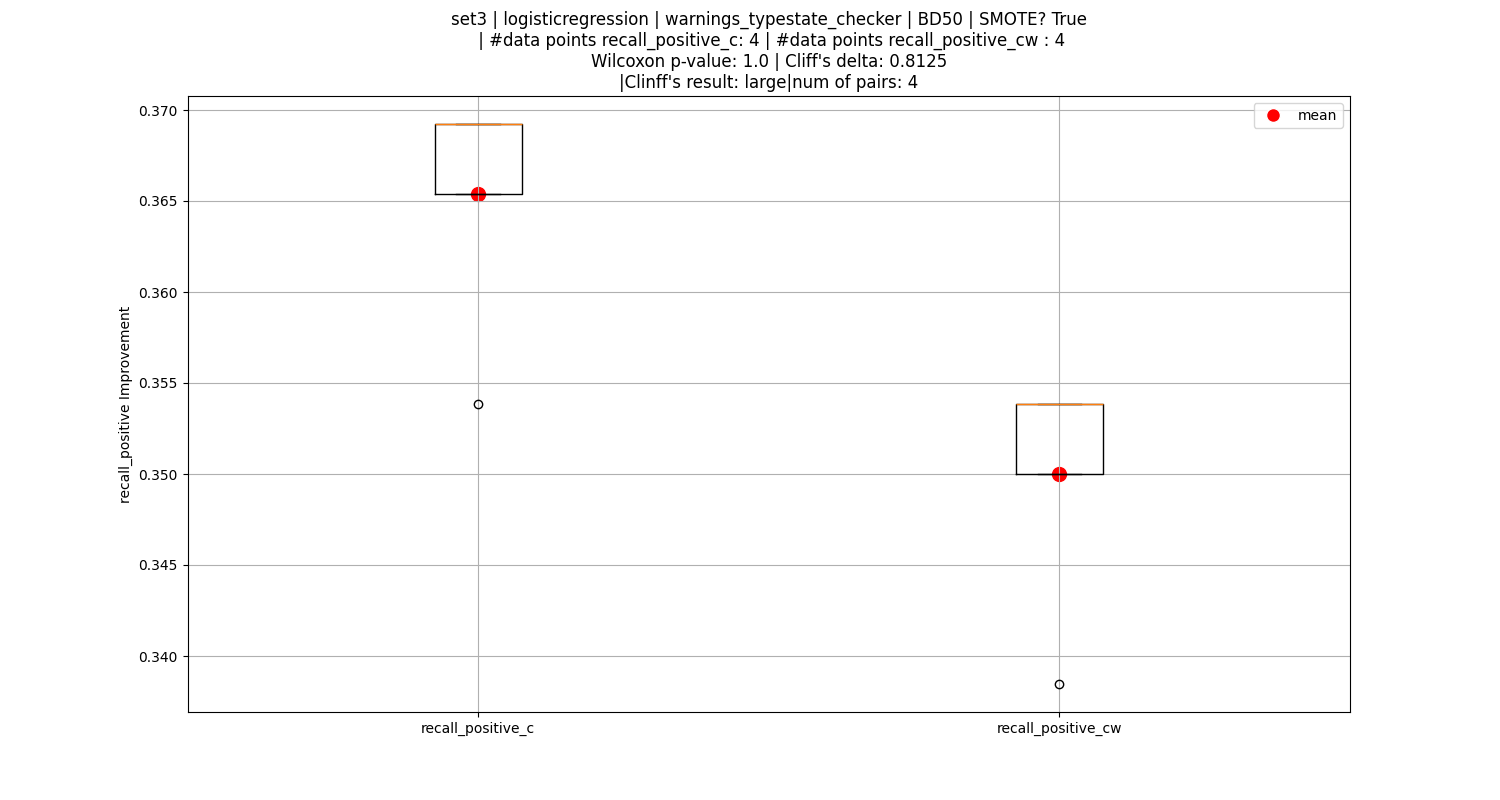 set3 | logisticregression | warnings_typestate_checker | BD50 | SMOTE? True
| #data points recall_positive_c: 4 | #data points recall_positive_cw : 4
Wilcoxon p-value: 1.0 | Cliff's delta: 0.8125
|Clinff's result: large|num of pairs: 4
mean
0.370
0.365
0.360
0.355
0.350
0.345
0.340
recall_positive Improvement
recall_positive_c
recall_positive_cw